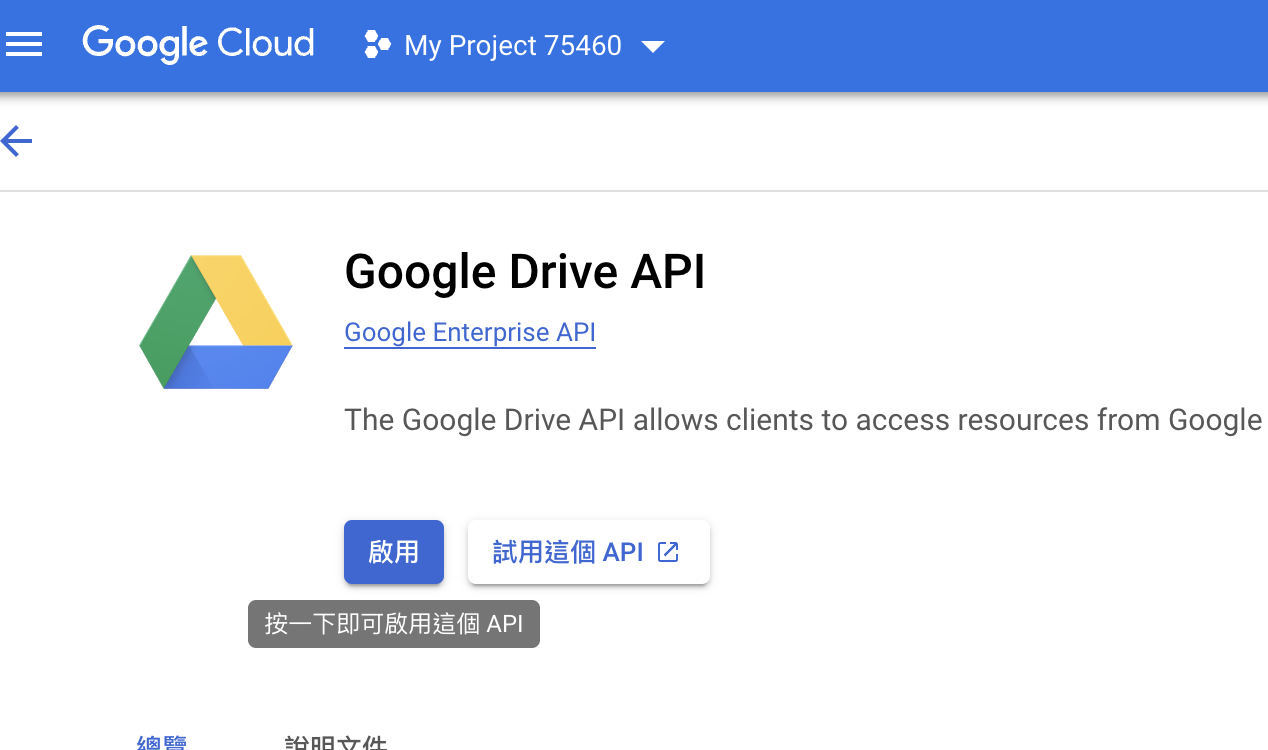 Google Cloud
My Project 75460
Google Drive API
Google Enterprise API
The Google Drive API allows clients to access resources from Google
啟用
試用這個 API
按一下即可啟用這個 API
總覽
說明文件